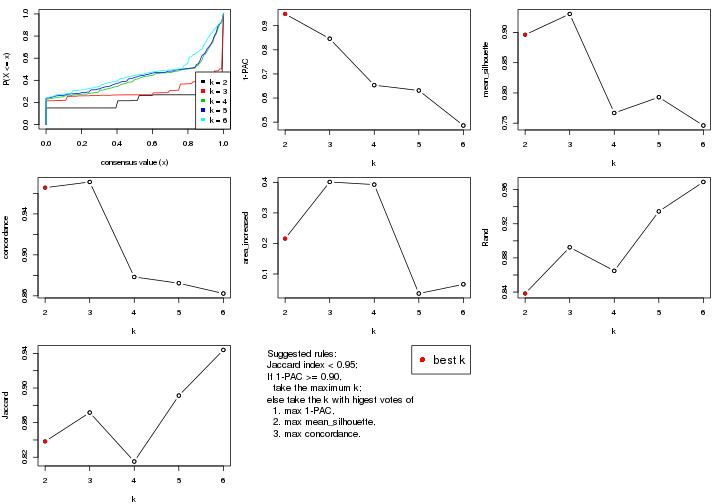 P(X <= x)
1.0
0.8
0.6
0.4
0.2
0.0
k = 2
k = 3
k = 4
k = 5
k = 6
0.0 0.2 0.4 0.6 0.8 1.0
consensus value (x)
1-PAC
0.9
0.8
0.7
0.6
0.5
2 3 4 5 6
k
mean_silhouette
0.90
0.85
0.80
0.75
2 3 4 5 6
k
concordance
0.94
0.90
0.86
2 3 4 5 6
k
area_increased
0.4
0.3
0.2
0.1
2 3 4 5 6
k
Rand
0.96
0.92
0.88
0.84
2 3 4 5 6
k
Jaccard
0.94
0.90
0.86
0.82
2 3 4 5 6
k
Suggested rules:
Jaccard index < 0.95;
If 1-PAC >= 0.90,
take the maximum k;
else take the k with higest votes of
1. max 1-PAC,
2. max mean_silhouette,
3. max concordance.
best k